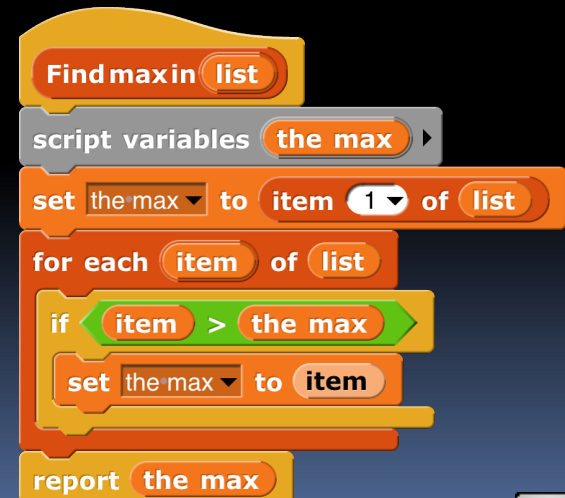 Find max in list
script variables the max
set the max to item 1 of list
for each item of list
if item > the max
set the max to item
report the max